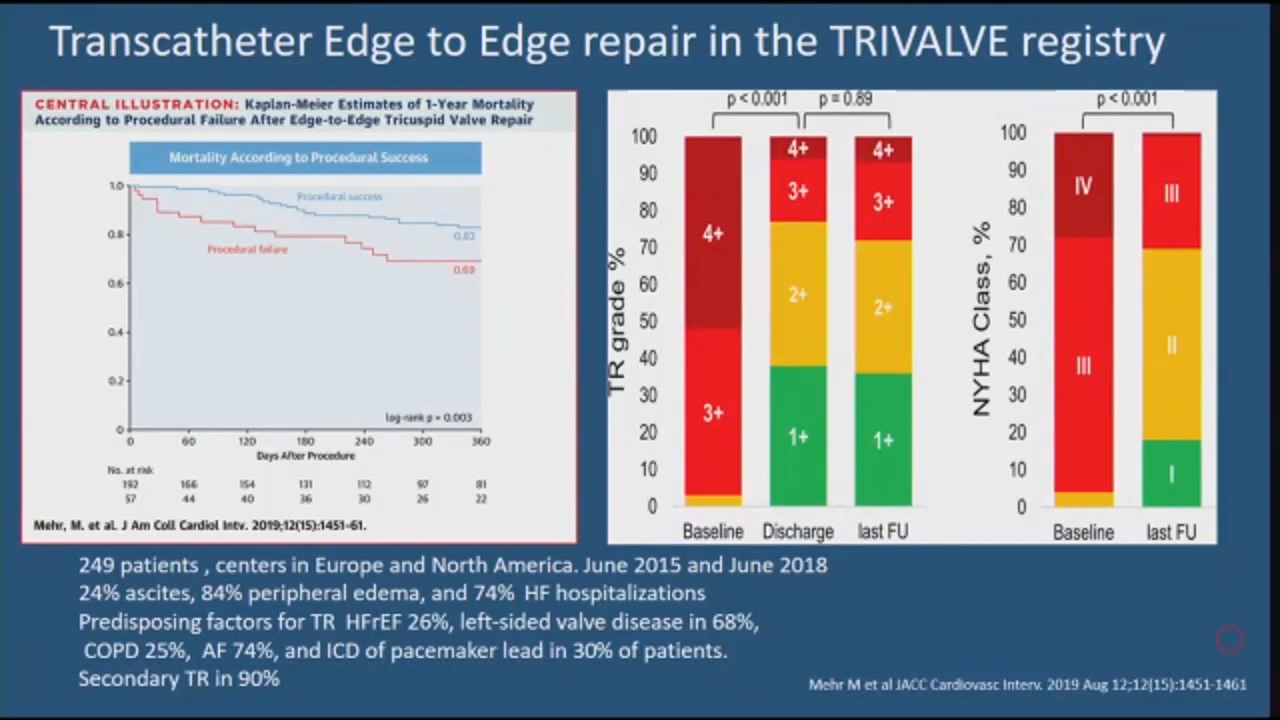 Transcatheter Edge to Edge repair in the TRIVALVE registry
CENTRAL ILLUSTRATION: Kaplan-Meier Estimates of 1-Year Mortality
According to Procedural Failure After Edge-to-Edge Tricuspid Valve Repair
Mortality According to Procedural Success
1.0
0.8
0.6
0.4
0.2
0
Procedural success
0.83
Procedural failure
0.69
log-rank p = 0.003
0 60 120 180 240 300 360
Days After Procedure
No. at risk
192 166 154 131 112 97 81
57 44 40 36 30 26 22
Mehr, M. et al. J Am Coll Cardiol Intv. 2019;12(15):1451-61.
p < 0.001 p = 0.89
TR grade %
100
90
80
70
60
50
40
30
20
10
0
4+
3+
4+
3+
2+
1+
4+
3+
2+
1+
Baseline Discharge last FU
p < 0.001
NYHA Class, %
100
90
80
70
60
50
40
30
20
10
0
IV
III
III
II
I
Baseline last FU
249 patients , centers in Europe and North America. June 2015 and June 2018
24% ascites, 84% peripheral edema, and 74% HF hospitalizations
Predisposing factors for TR HFrEF 26%, left-sided valve disease in 68%,
COPD 25%, AF 74%, and ICD of pacemaker lead in 30% of patients.
Secondary TR in 90%
Mehr M et al JACC Cardiovasc Interv. 2019 Aug 12;12(15):1451-1461